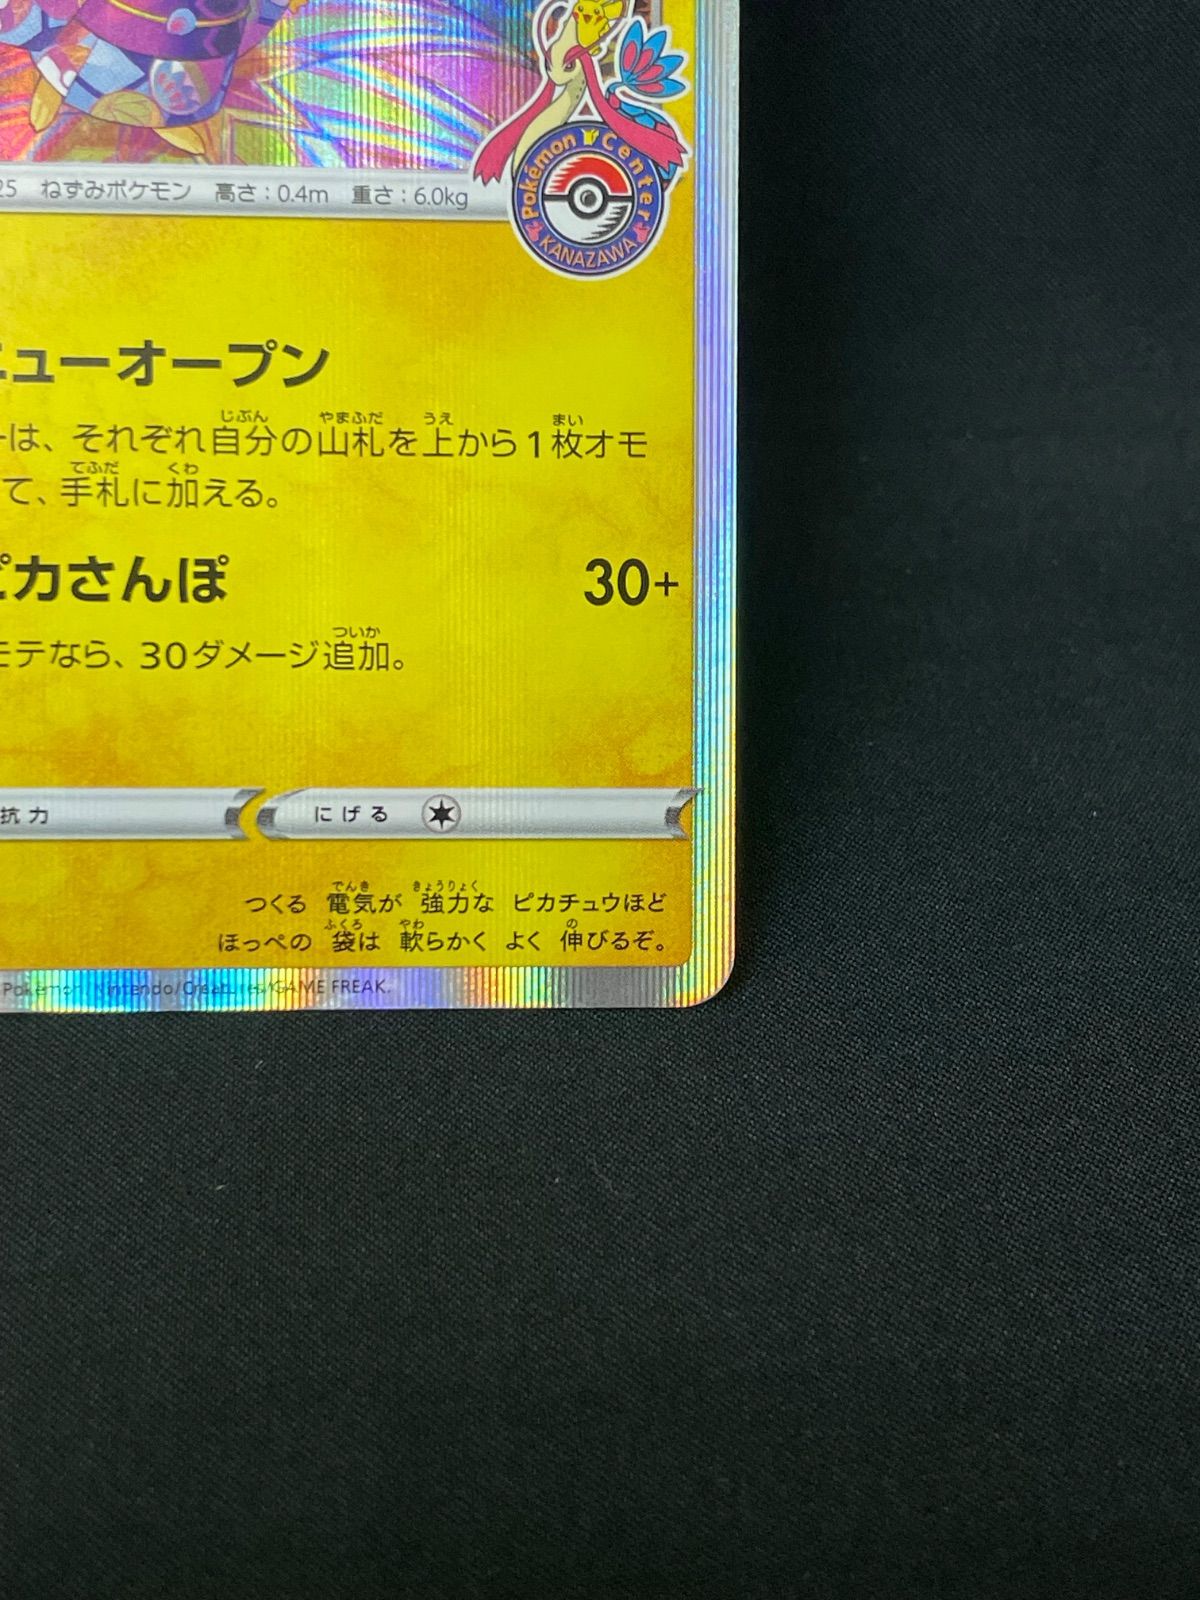 25 ねずみポケモン 高さ：0.4m 重さ：6.0kg
Pokémon Center
KANAZAWA
ニューオープン
ーは、それぞれ自分の山札を上から1枚オモ
て、手札に加える。
ピカさんぽ 30+
モテなら、30ダメージ追加。
抗力 にげる
つくる 電気が 強力な ピカチュウほど
ほっぺの 袋は 軟らかく よく 伸びるぞ。
Pokémon/Nintendo/Creatures/GAME FREAK.